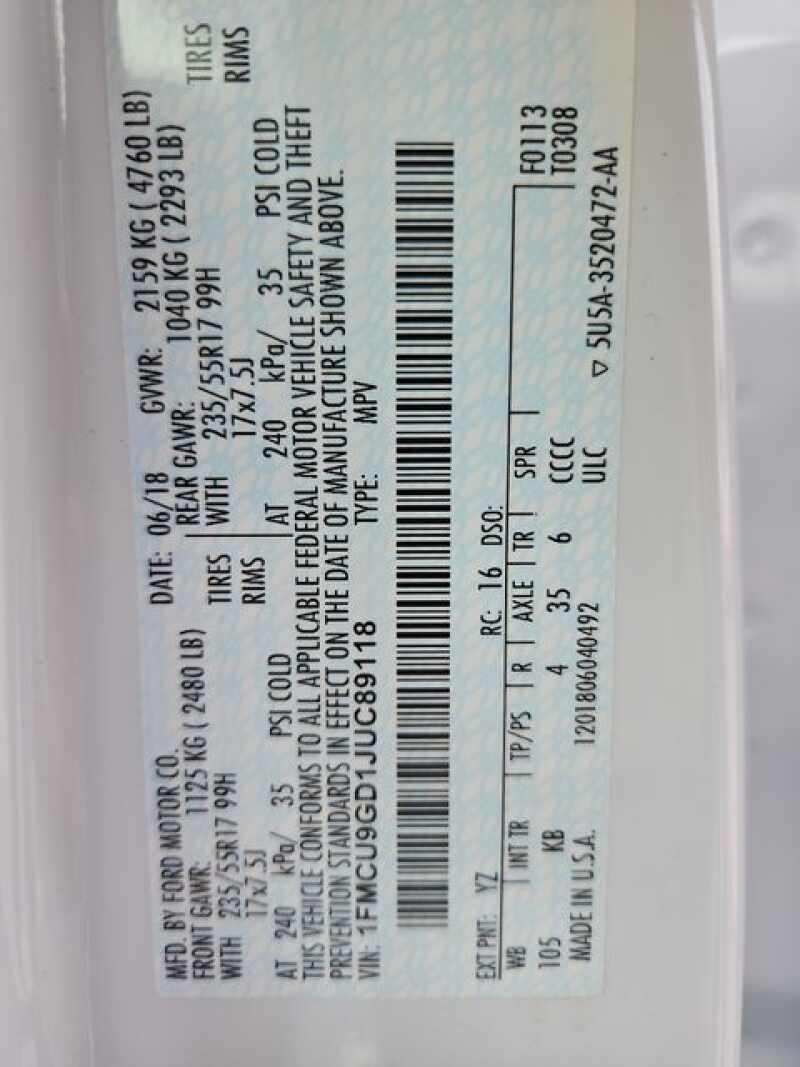 MFD. BY FORD MOTOR CO. DATE: 06/18 GVWR: 2159 KG ( 4760 LB)
FRONT GAWR: 1125 KG ( 2480 LB) REAR GAWR: 1040 KG ( 2293 LB)
WITH 235/55R17 99H TIRES WITH 235/55R17 99H TIRES
17x7.5J RIMS 17x7.5J RIMS
AT 240 kPa/ 35 PSI COLD AT 240 kPa/ 35 PSI COLD
THIS VEHICLE CONFORMS TO ALL APPLICABLE FEDERAL MOTOR VEHICLE SAFETY AND THEFT
PREVENTION STANDARDS IN EFFECT ON THE DATE OF MANUFACTURE SHOWN ABOVE.
VIN: 1FMCU9GD1JUC89118 TYPE: MPV
EXT PNT: YZ RC: 16 DSO:
WB INT TR TP/PS R AXLE TR SPR F0113
105 KB 4 35 6 CCCC T0308
MADE IN U.S.A. 1201806040492 ULC
▽ 5U5A-3520472-AA